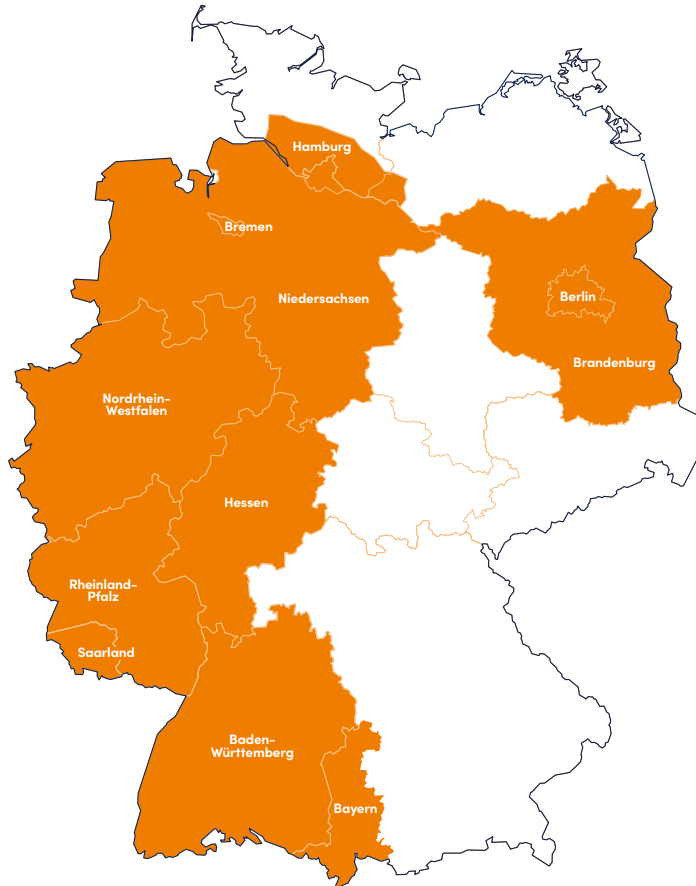 Hamburg
Bremen
Niedersachsen
Berlin
Brandenburg
Nordrhein-
Westfalen
Hessen
Rheinland-
Pfalz
Saarland
Baden-
Württemberg
Bayern